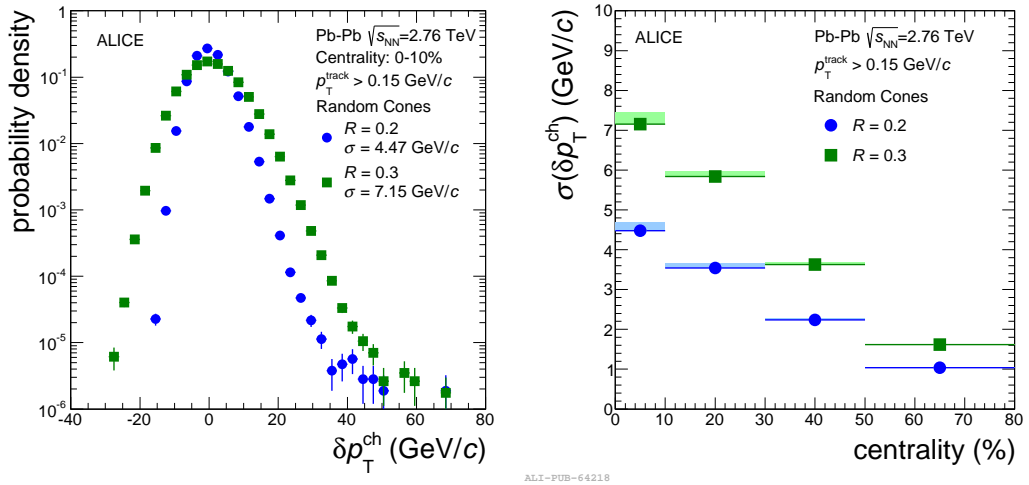 ALICE
Pb-Pb √s_NN=2.76 TeV
Centrality: 0-10%
p_T^track > 0.15 GeV/c
Random Cones
R = 0.2
σ = 4.47 GeV/c
R = 0.3
σ = 7.15 GeV/c
probability density
1
10^-1
10^-2
10^-3
10^-4
10^-5
10^-6
-40 -20 0 20 40 60 80
δp_T^ch (GeV/c)
ALICE
Pb-Pb √s_NN=2.76 TeV
p_T^track > 0.15 GeV/c
Random Cones
R = 0.2
R = 0.3
σ(δp_T^ch) (GeV/c)
10
9
8
7
6
5
4
3
2
1
0
0 10 20 30 40 50 60 70 80
centrality (%)
ALI-PUB-64218